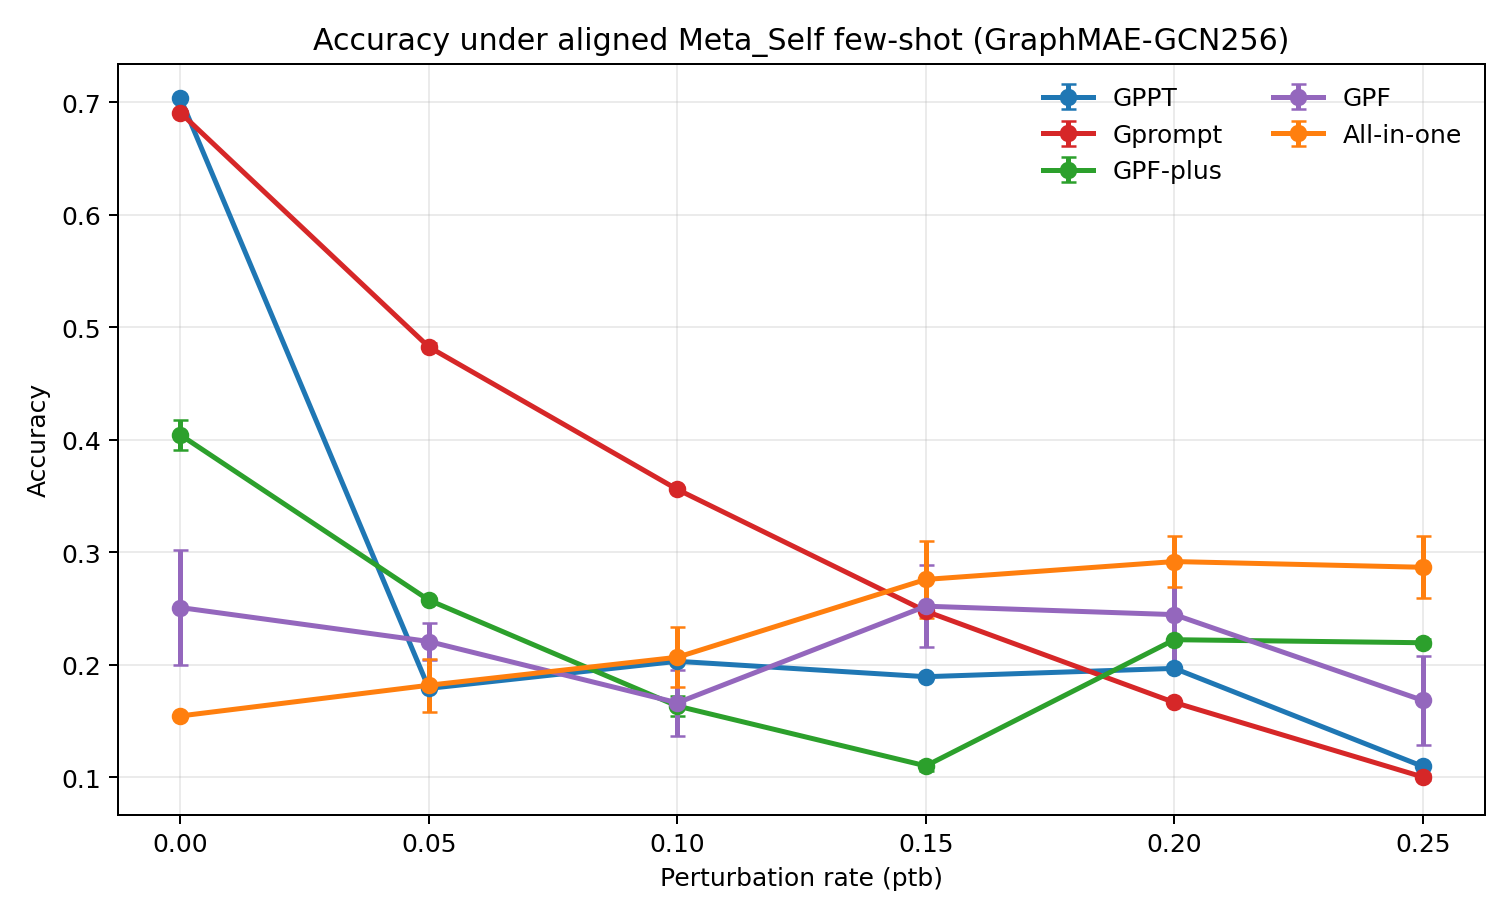 Accuracy under aligned Meta_Self few-shot (GraphMAE-GCN256)
GPPT
Gprompt
GPF-plus
GPF
All-in-one
Accuracy
0.7
0.6
0.5
0.4
0.3
0.2
0.1
0.00 0.05 0.10 0.15 0.20 0.25
Perturbation rate (ptb)